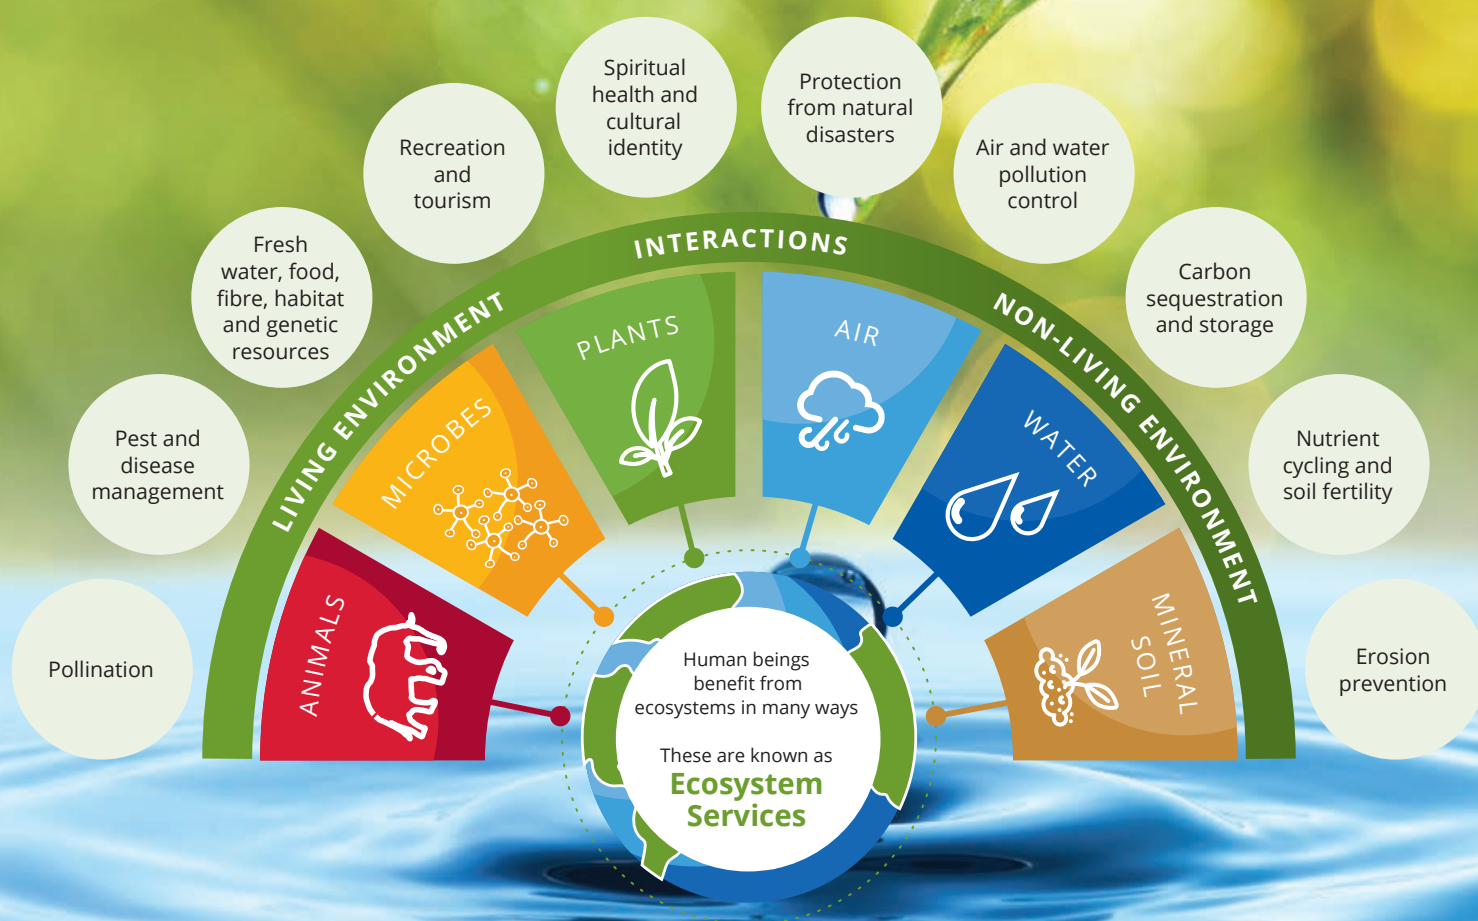 Spiritual
health and
cultural
identity
Protection
from natural
disasters
Recreation
and
tourism
Air and water
pollution
control
Fresh
water, food,
fibre, habitat
and genetic
resources
Carbon
sequestration
and storage
Pest and
disease
management
Nutrient
cycling and
soil fertility
Pollination
Erosion
prevention
LIVING ENVIRONMENT
INTERACTIONS
NON-LIVING ENVIRONMENT
ANIMALS
MICROBES
PLANTS
AIR
WATER
MINERAL
SOIL
Human beings
benefit from
ecosystems in many ways
These are known as
Ecosystem
Services